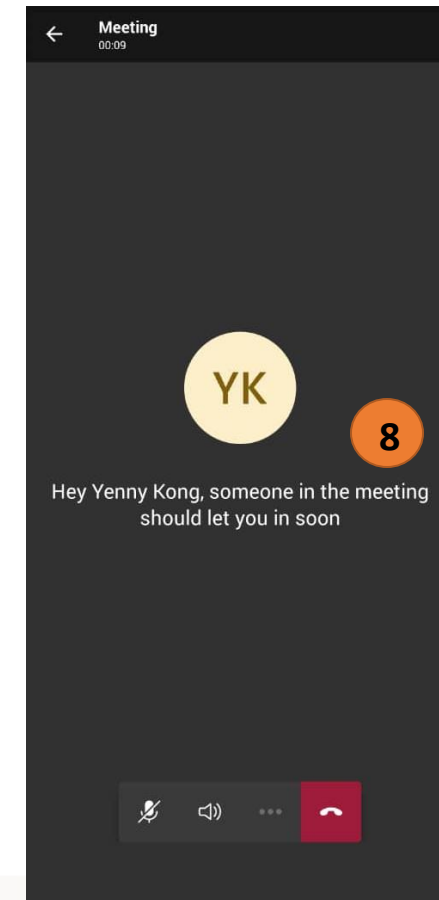 Meeting
00:09
YK
8
Hey Yenny Kong, someone in the meeting
should let you in soon